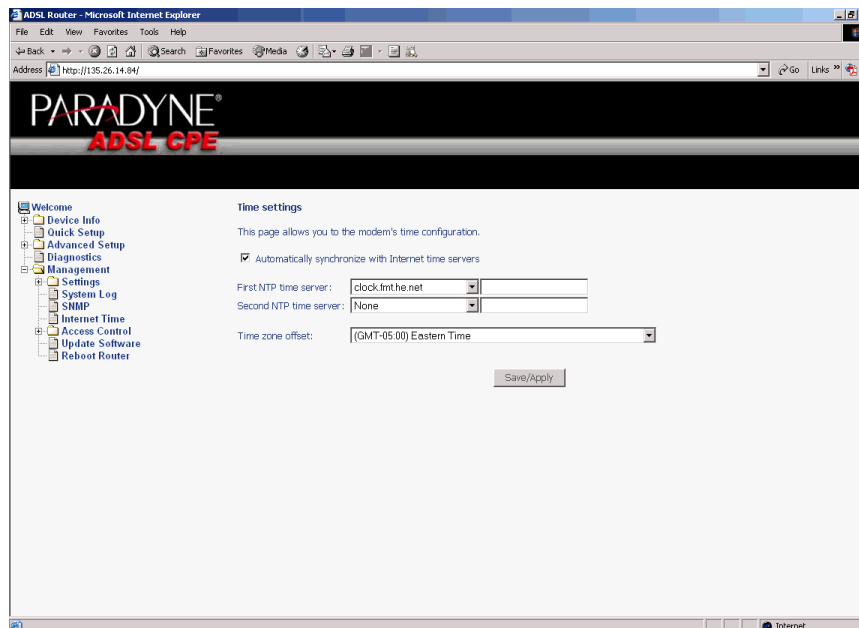 ADSL Router - Microsoft Internet Explorer
File Edit View Favorites Tools Help
Back Search Favorites Media
Address http://135.26.14.84/ Go Links »
PARADYNE®
ADSL CPE
Welcome
Device Info
Quick Setup
Advanced Setup
Diagnostics
Management
Settings
System Log
SNMP
Internet Time
Access Control
Update Software
Reboot Router
Time settings
This page allows you to the modem's time configuration.
Automatically synchronize with Internet time servers
First NTP time server: clock.fmt.he.net
Second NTP time server: None
Time zone offset: (GMT-05:00) Eastern Time
Save/Apply
Internet